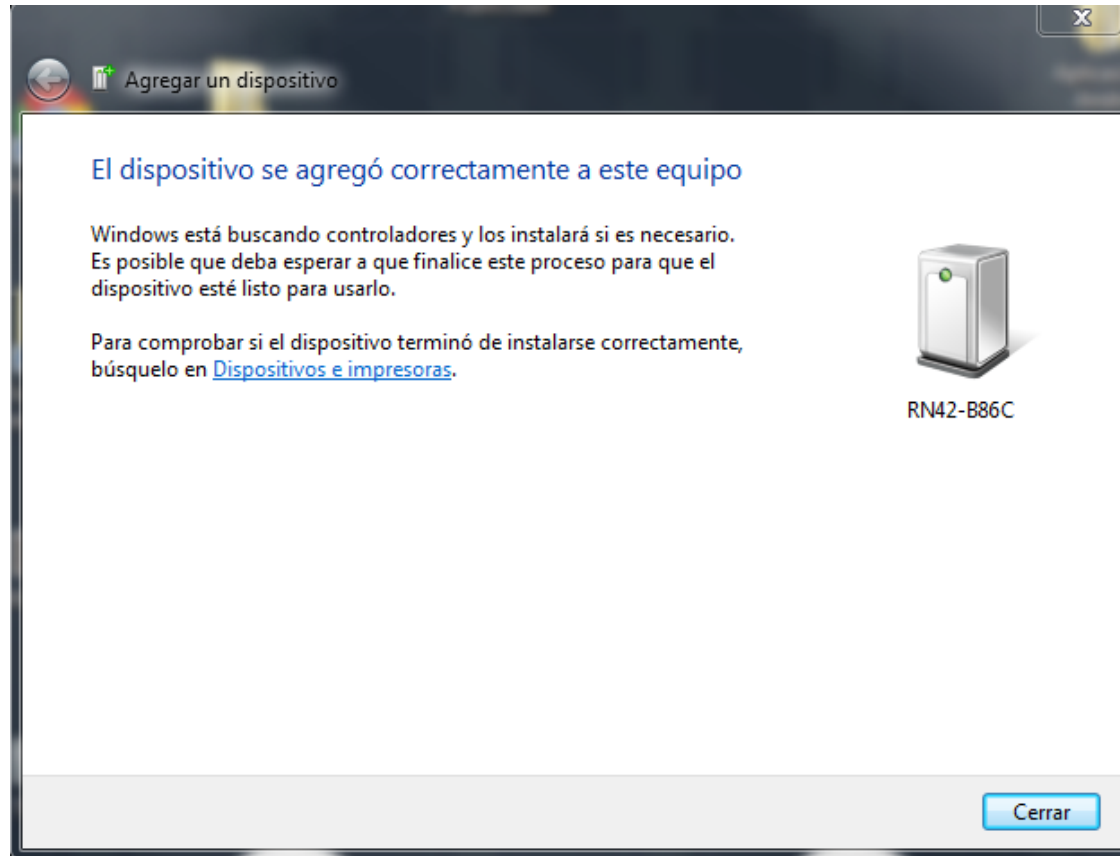 Agregar un dispositivo
El dispositivo se agregó correctamente a este equipo
Windows está buscando controladores y los instalará si es necesario.
Es posible que deba esperar a que finalice este proceso para que el
dispositivo esté listo para usarlo.
Para comprobar si el dispositivo terminó de instalarse correctamente,
búsquelo en Dispositivos e impresoras.
RN42-B86C
Cerrar